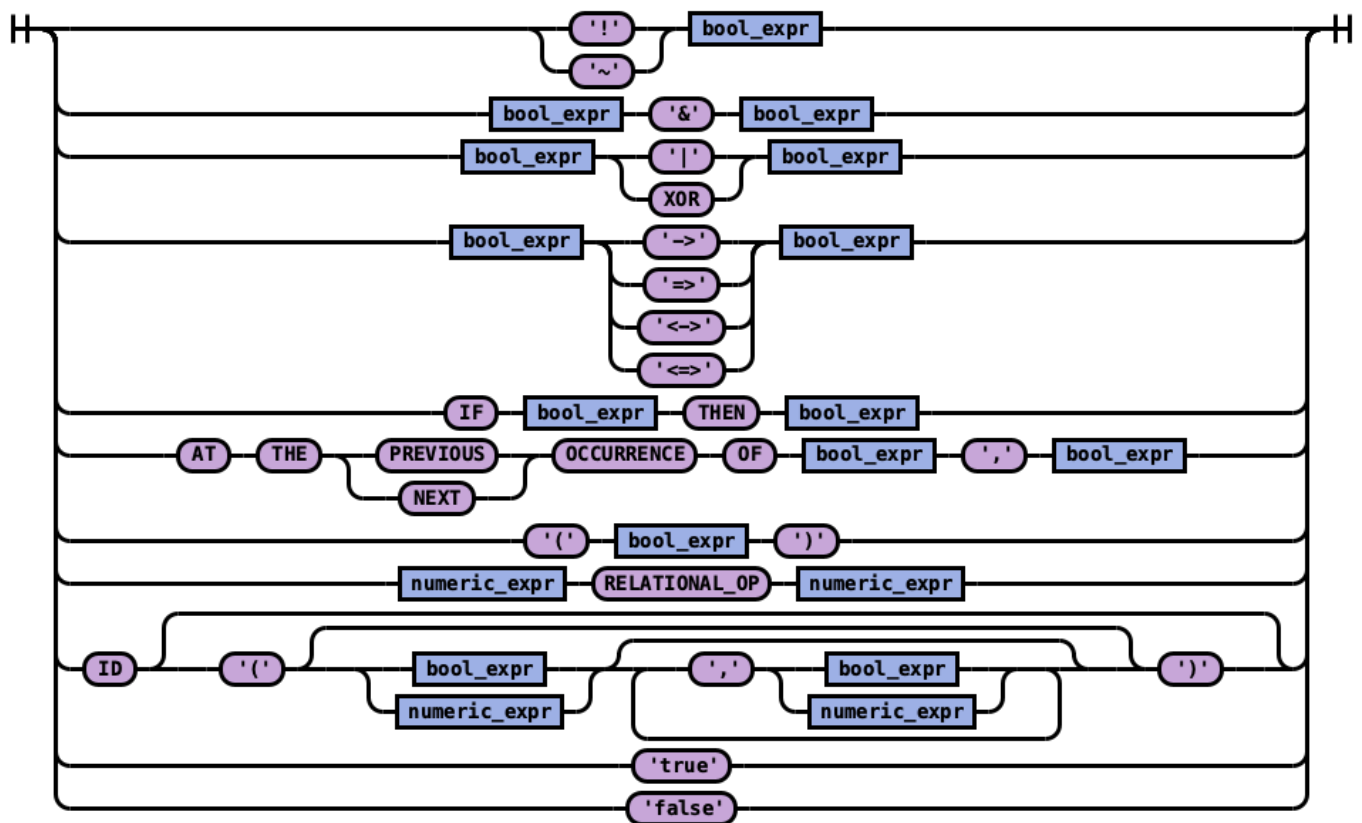 '!' bool_expr
'~'
bool_expr '&' bool_expr
bool_expr '|' bool_expr
XOR
bool_expr '->' bool_expr
'=>'
'<->'
'<=>'
IF bool_expr THEN bool_expr
AT THE PREVIOUS OCCURRENCE OF bool_expr ',' bool_expr
NEXT
'(' bool_expr ')'
numeric_expr RELATIONAL_OP numeric_expr
ID '(' bool_expr ',' bool_expr ')'
numeric_expr numeric_expr
'true'
'false'